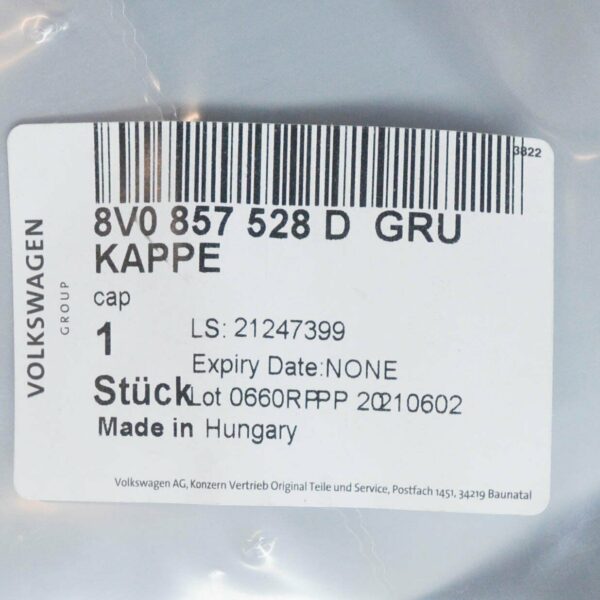 3822
8V0 857 528 D GRU
KAPPE
cap
1
LS: 21247399
Expiry Date:NONE
Stück
Lot 0660RPPP 20210602
Made in Hungary
VOLKSWAGEN
GROUP
Volkswagen AG, Konzern Vertrieb Original Teile und Service, Postfach 1451, 34219 Baunatal